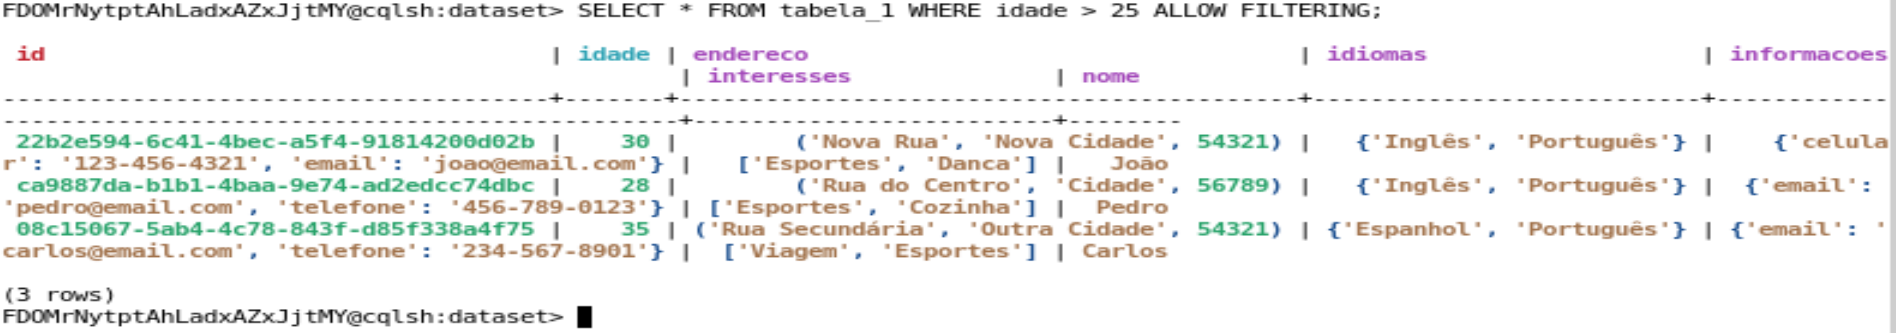 FDOMrNytptAhLadxAZxJjtMY@cqlsh:dataset> SELECT * FROM tabela_1 WHERE idade > 25 ALLOW FILTERING;
id | idade | endereco | idiomas | informacoes
| interesses | nome
--------------------------------------+-------+-------------------------------------------+---------------------------+------------
-----------------------------------------------+-------------------------+--------
22b2e594-6c41-4bec-a5f4-91814200d02b | 30 | ('Nova Rua', 'Nova Cidade', 54321) | {'Inglês', 'Português'} | {'celula
r': '123-456-4321', 'email': 'joao@email.com'} | ['Esportes', 'Danca'] | João
ca9887da-b1b1-4baa-9e74-ad2edcc74dbc | 28 | ('Rua do Centro', 'Cidade', 56789) | {'Inglês', 'Português'} | {'email':
'pedro@email.com', 'telefone': '456-789-0123'} | ['Esportes', 'Cozinha'] | Pedro
08c15067-5ab4-4c78-843f-d85f338a4f75 | 35 | ('Rua Secundária', 'Outra Cidade', 54321) | {'Espanhol', 'Português'} | {'email': '
carlos@email.com', 'telefone': '234-567-8901'} | ['Viagem', 'Esportes'] | Carlos
(3 rows)
FDOMrNytptAhLadxAZxJjtMY@cqlsh:dataset>